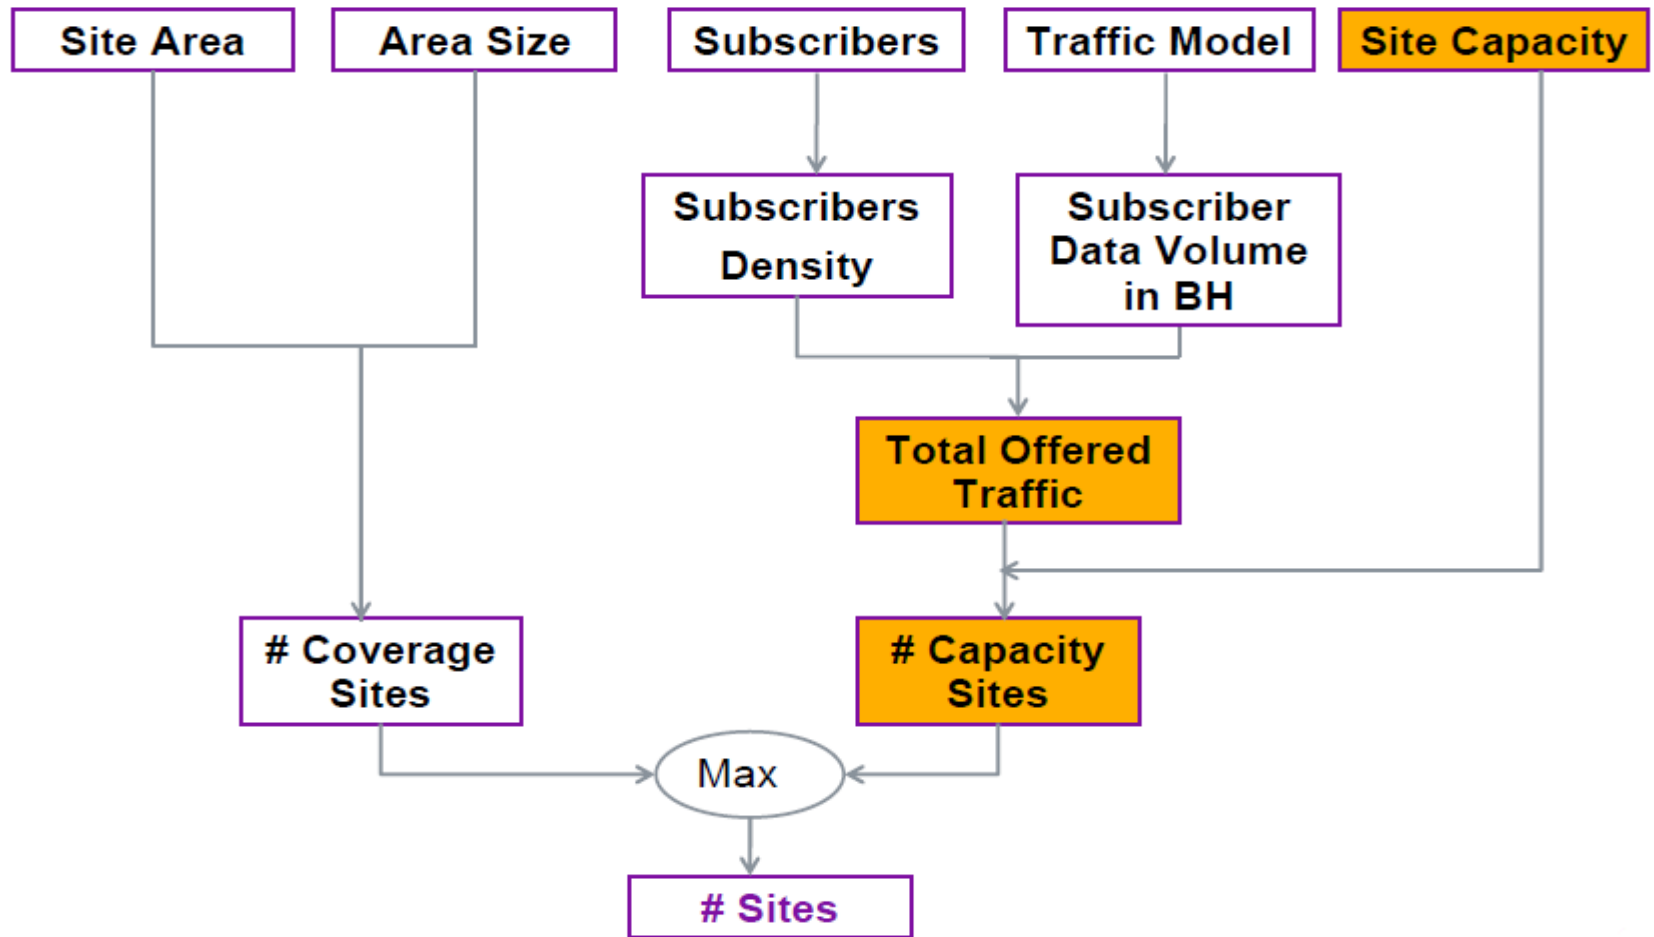 Site Area
Area Size
Subscribers
Traffic Model
Site Capacity
Subscribers
Density
Subscriber
Data Volume
in BH
Total Offered
Traffic
# Coverage
Sites
# Capacity
Sites
Max
# Sites